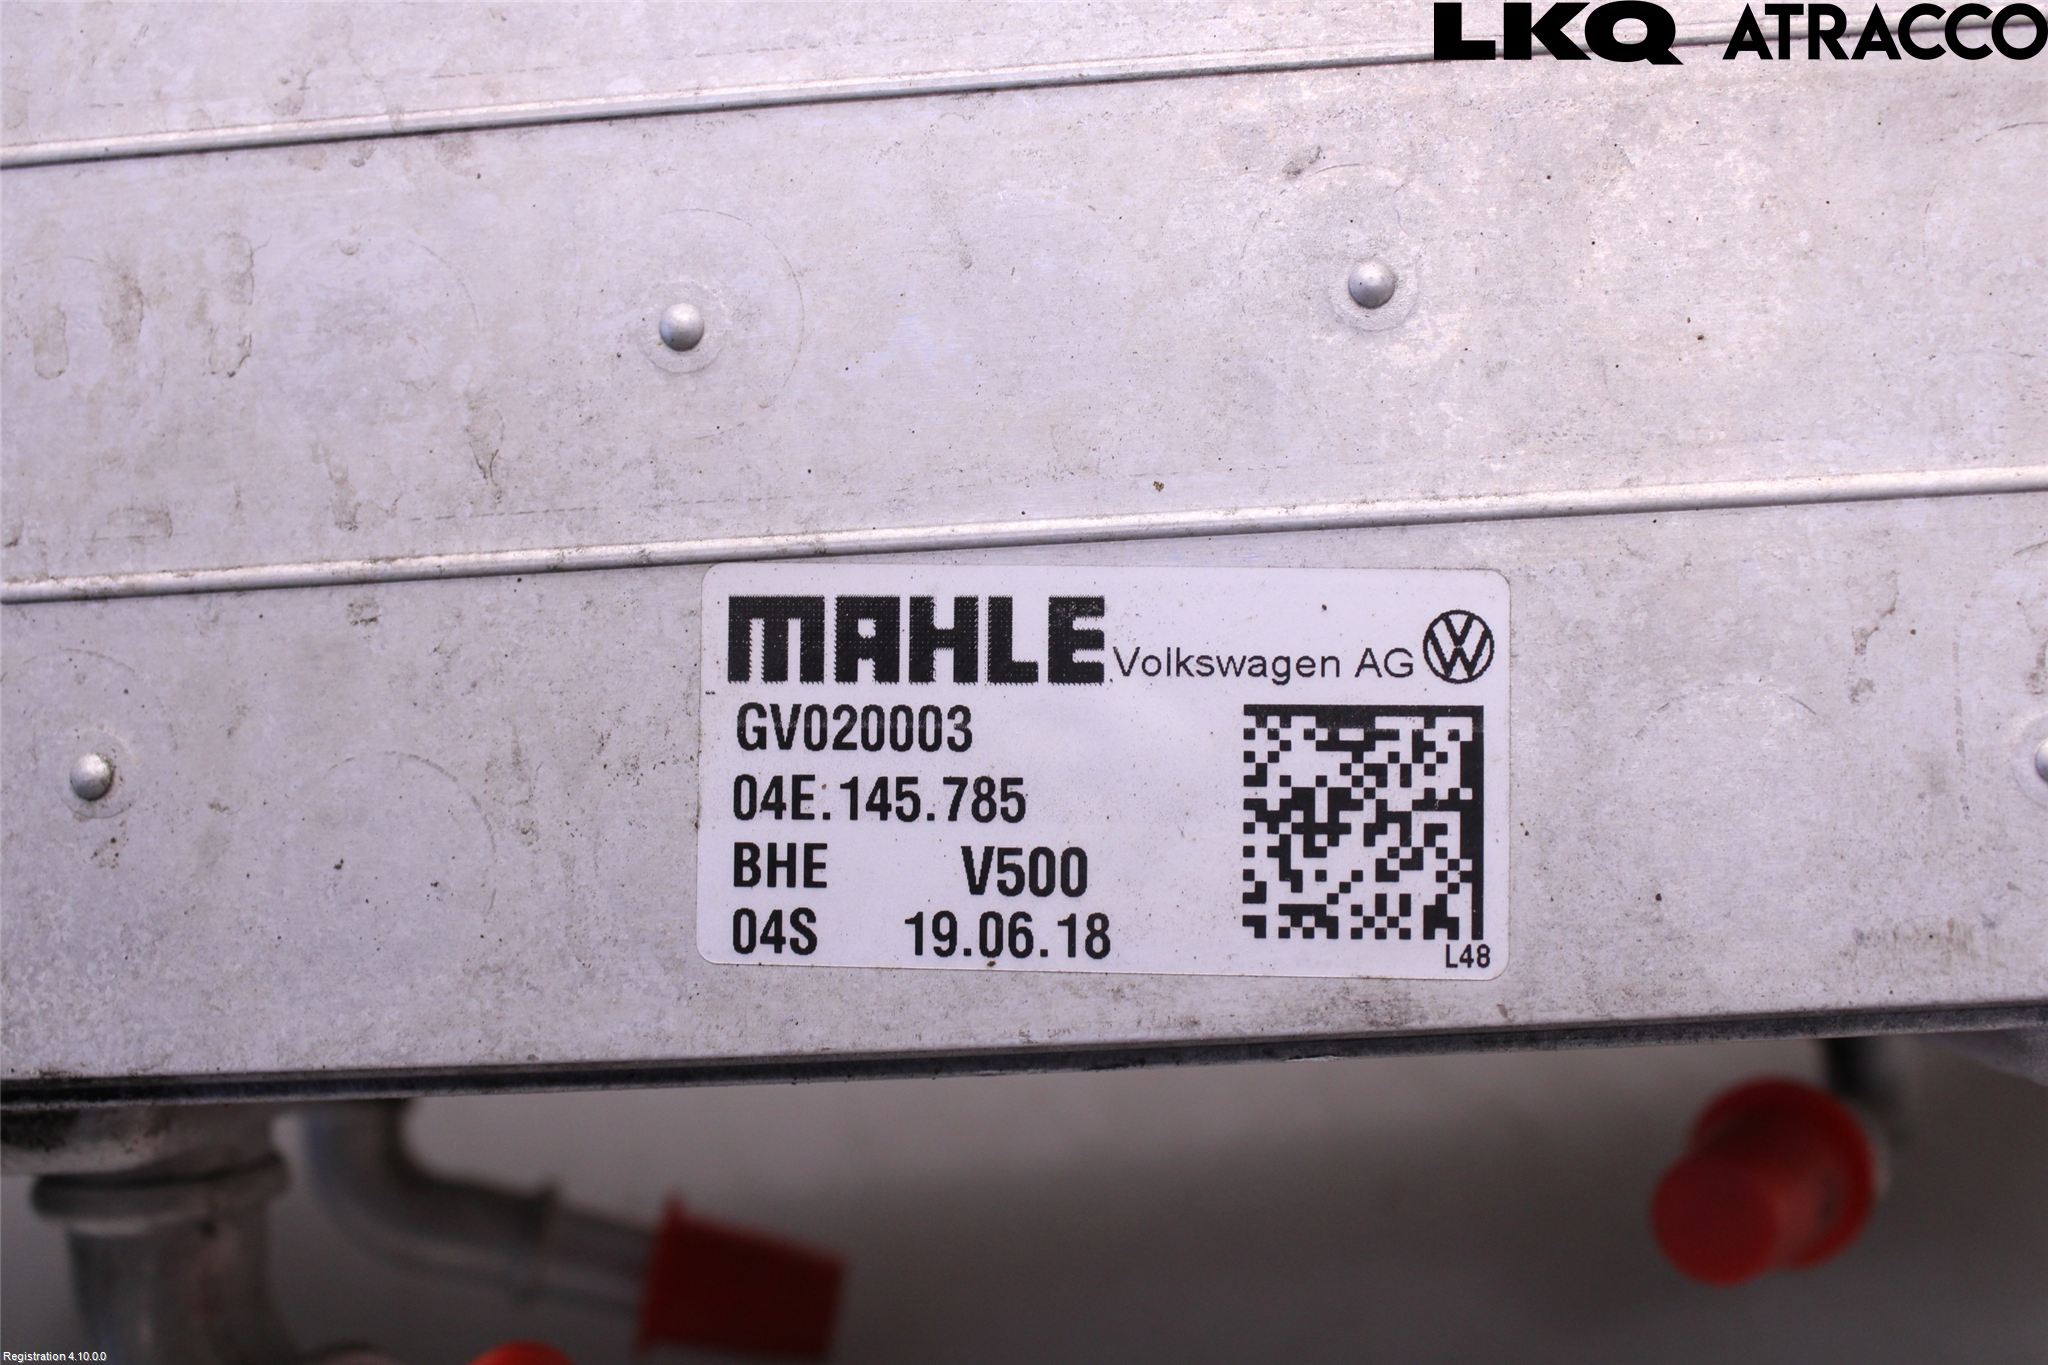 LKQ ATRACCO
MAHLE Volkswagen AG
GV020003
04E.145.785
BHE V500
04S 19.06.18
L48
Registration 4.10.0.0